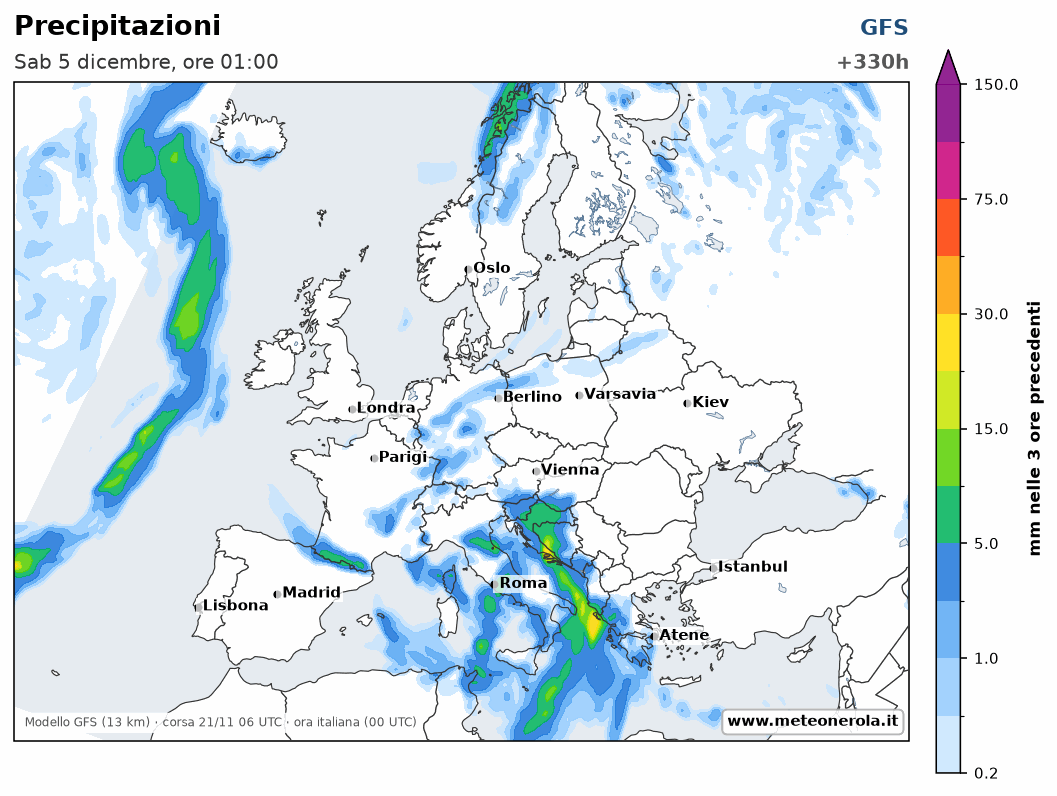 Precipitazioni
GFS
Sab 5 dicembre, ore 01:00
+330h
150.0
75.0
30.0
15.0
5.0
1.0
0.2
mm nelle 3 ore precedenti
Oslo
Londra
Berlino
Varsavia
Kiev
Parigi
Vienna
Istanbul
Roma
Madrid
Lisbona
Atene
Modello GFS (13 km) · corsa 21/11 06 UTC · ora italiana (00 UTC)
www.meteonerola.it